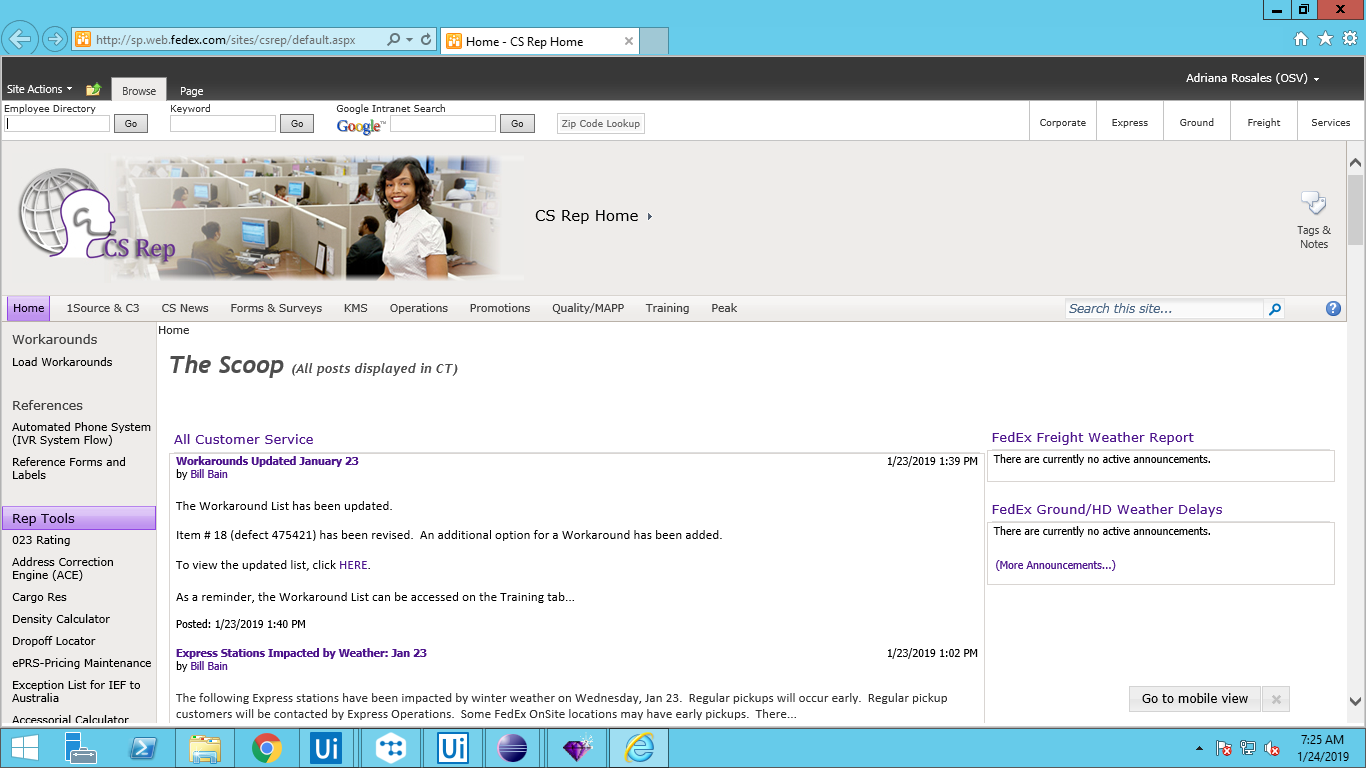 http://sp.web.fedex.com/sites/csrep/default.aspx
Home - CS Rep Home
Site Actions
Browse
Page
Adriana Rosales (OSV)
Employee Directory
Go
Keyword
Go
Google Intranet Search
Google™
Go
Zip Code Lookup
Corporate
Express
Ground
Freight
Services
CS Rep
CS Rep Home
Tags &
Notes
Home
1Source & C3
CS News
Forms & Surveys
KMS
Operations
Promotions
Quality/MAPP
Training
Peak
Search this site...
Workarounds
Load Workarounds
References
Automated Phone System
(IVR System Flow)
Reference Forms and
Labels
Rep Tools
023 Rating
Address Correction
Engine (ACE)
Cargo Res
Density Calculator
Dropoff Locator
ePRS-Pricing Maintenance
Exception List for IEF to
Australia
Accessorial Calculator
Home
The Scoop (All posts displayed in CT)
All Customer Service
Workarounds Updated January 23
1/23/2019 1:39 PM
by Bill Bain
The Workaround List has been updated.
Item # 18 (defect 475421) has been revised.  An additional option for a Workaround has been added.
To view the updated list, click HERE.
As a reminder, the Workaround List can be accessed on the Training tab...
Posted: 1/23/2019 1:40 PM
Express Stations Impacted by Weather: Jan 23
1/23/2019 1:02 PM
by Bill Bain
The following Express stations have been impacted by winter weather on Wednesday, Jan 23.  Regular pickups will occur early.  Regular pickup
customers will be contacted by Express Operations.  Some FedEx OnSite locations may have early pickups.  There...
FedEx Freight Weather Report
There are currently no active announcements.
FedEx Ground/HD Weather Delays
There are currently no active announcements.
(More Announcements...)
Go to mobile view
Ui
Ui
7:25 AM
1/24/2019